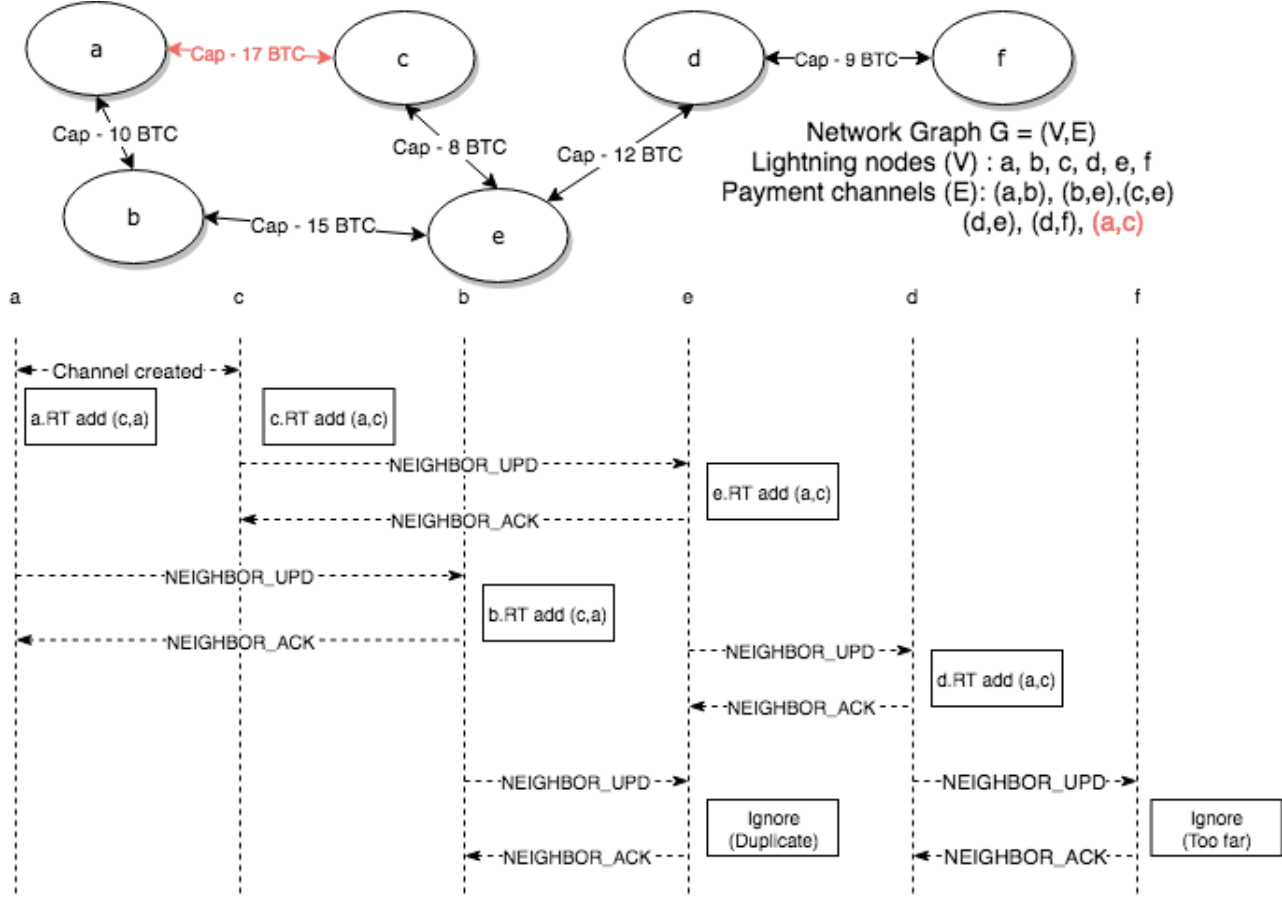 a
Cap - 17 BTC
c
d
Cap - 9 BTC
f
Cap - 10 BTC
Cap - 8 BTC
Cap - 12 BTC
b
Cap - 15 BTC
e
Network Graph G = (V,E)
Lightning nodes (V) : a, b, c, d, e, f
Payment channels (E): (a,b), (b,e),(c,e)
(d,e), (d,f), (a,c)
a
c
b
e
d
f
Channel created
a.RT add (c,a)
c.RT add (a,c)
NEIGHBOR_UPD
e.RT add (a,c)
NEIGHBOR_ACK
NEIGHBOR_UPD
b.RT add (c,a)
NEIGHBOR_ACK
NEIGHBOR_UPD
d.RT add (a,c)
NEIGHBOR_ACK
NEIGHBOR_UPD
NEIGHBOR_UPD
Ignore
(Duplicate)
Ignore
(Too far)
NEIGHBOR_ACK
NEIGHBOR_ACK